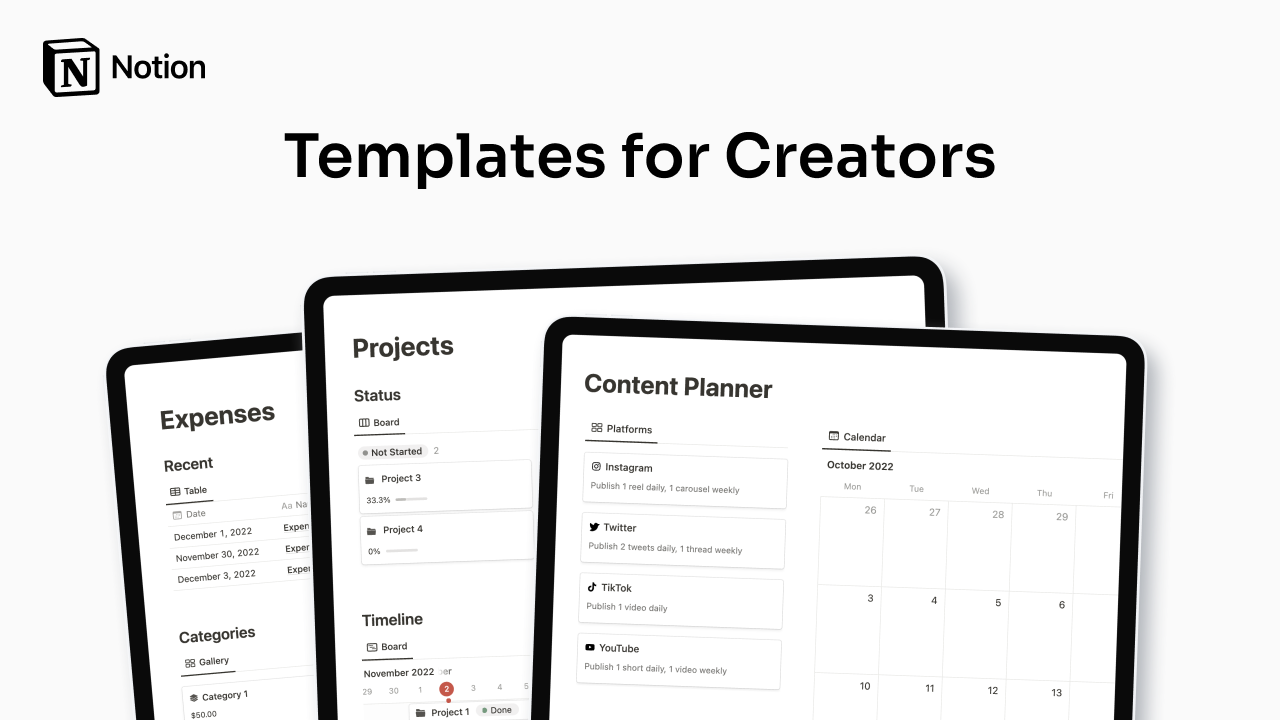 Notion
Templates for Creators
Expenses
Recent
Table
Date Aa Na
December 1, 2022 Expen
November 30, 2022 Exper
December 3, 2022 Expe
Categories
Gallery
Category 1
$50.00
Projects
Status
Board
Not Started 2
Project 3
33.3%
Project 4
0%
Timeline
Board
November 2022
29 30 1 2 3 4 5
Project 1 Done
Content Planner
Platforms
Instagram
Publish 1 reel daily, 1 carousel weekly
Twitter
Publish 2 tweets daily, 1 thread weekly
TikTok
Publish 1 video daily
YouTube
Publish 1 short daily, 1 video weekly
Calendar
October 2022
Mon Tue Wed Thu Fri
26 27 28 29
3 4 5 6
10 11 12 13